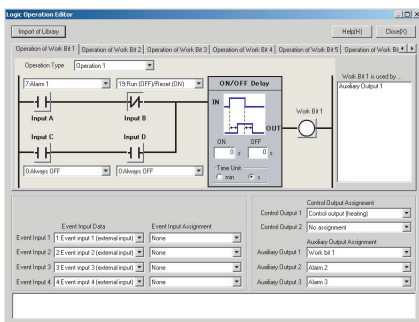 Logic Operation Editor
Import of Library
Help(H)
Close(X)
Operation of Work Bit 1
Operation of Work Bit 2
Operation of Work Bit 3
Operation of Work Bit 4
Operation of Work Bit 5
Operation of Work Bit
Operation Type
Operation 1
7:Alarm 1
19:Run (OFF)/Reset (ON)
Input A
Input B
Input C
Input D
0:Always OFF
0:Always OFF
ON/OFF Delay
IN
OUT
ON
OFF
0 s
0 s
Time Unit
min
s
Work Bit 1
Work Bit 1 is used by ...
Auxiliary Output 1
Event Input Data
Event Input Assignment
Event Input 1
1:Event input 1 (external input)
None
Event Input 2
2:Event input 2 (external input)
None
Event Input 3
3:Event input 3 (external input)
None
Event Input 4
4:Event input 4 (external input)
None
Control Output Assignment
Control Output 1
Control output (heating)
Control Output 2
No assignment
Auxiliary Output Assignment
Auxiliary Output 1
Work bit 1
Auxiliary Output 2
Alarm 2
Auxiliary Output 3
Alarm 3